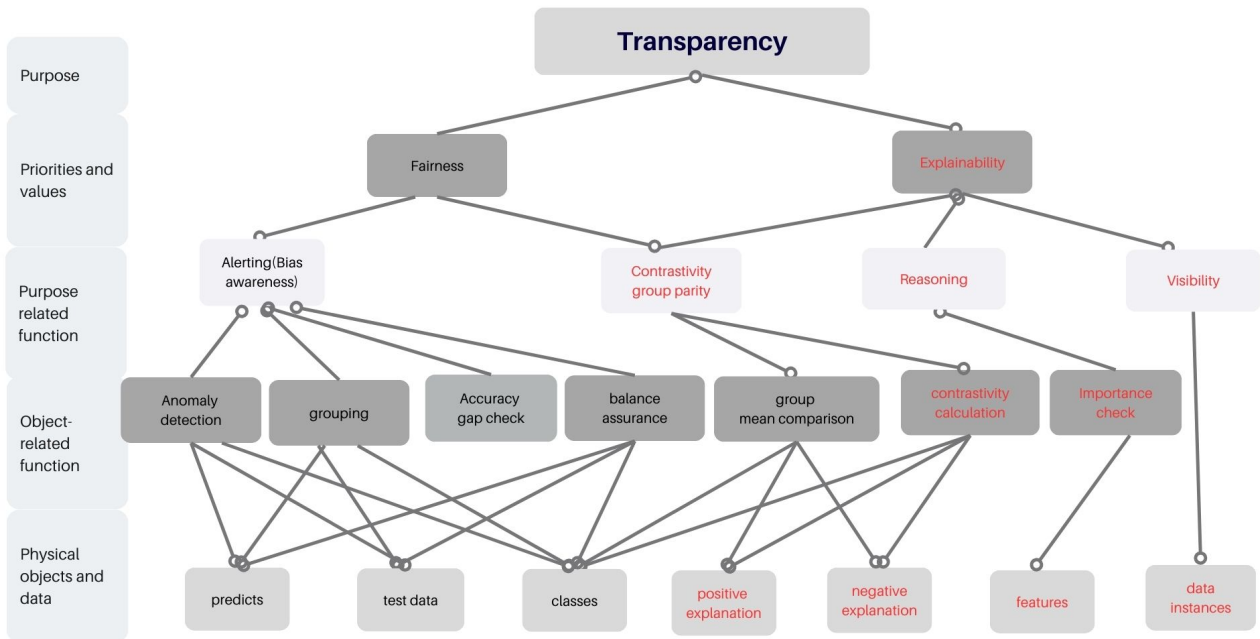 Transparency
Purpose
Priorities and
values
Fairness
Explainability
Purpose
related
function
Alerting(Bias
awareness)
Contrastivity
group parity
Reasoning
Visibility
Object-
related
function
Anomaly
detection
grouping
Accuracy
gap check
balance
assurance
group
mean comparison
contrastivity
calculation
Importance
check
Physical
objects and
data
predicts
test data
classes
positive
explanation
negative
explanation
features
data
instances